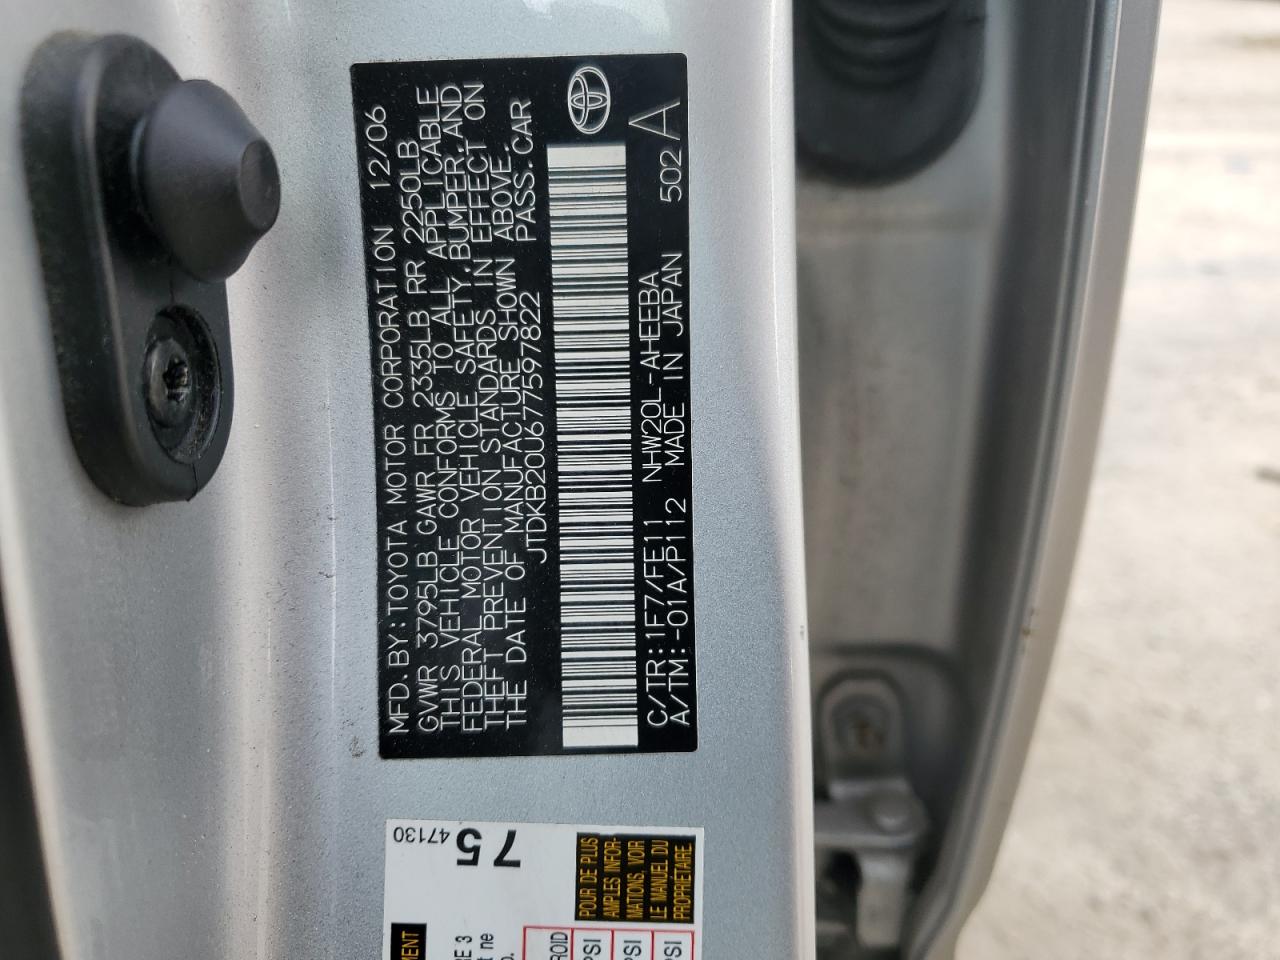 MFD.BY:TOYOTA MOTOR CORPORATION 12/06
GVWR 3795LB GAWR FR 2335LB RR 2250LB
THIS VEHICLE CONFORMS TO ALL APPLICABLE
FEDERAL MOTOR VEHICLE SAFETY,BUMPER,AND
THEFT PREVENTION STANDARDS IN EFFECT ON
THE DATE OF MANUFACTURE SHOWN ABOVE.
JTDKB20U677597822 PASS.CAR
C/TR:1F7/FE11 NHW20L-AHEEBA 502 A
A/TM:-01A/P112 MADE IN JAPAN
47130
75
POUR DE PLUS
AMPLES INFOR-
MATIONS, VOIR
LE MANUEL DU
PROPRIÉTAIRE
PSI
PSI
PSI